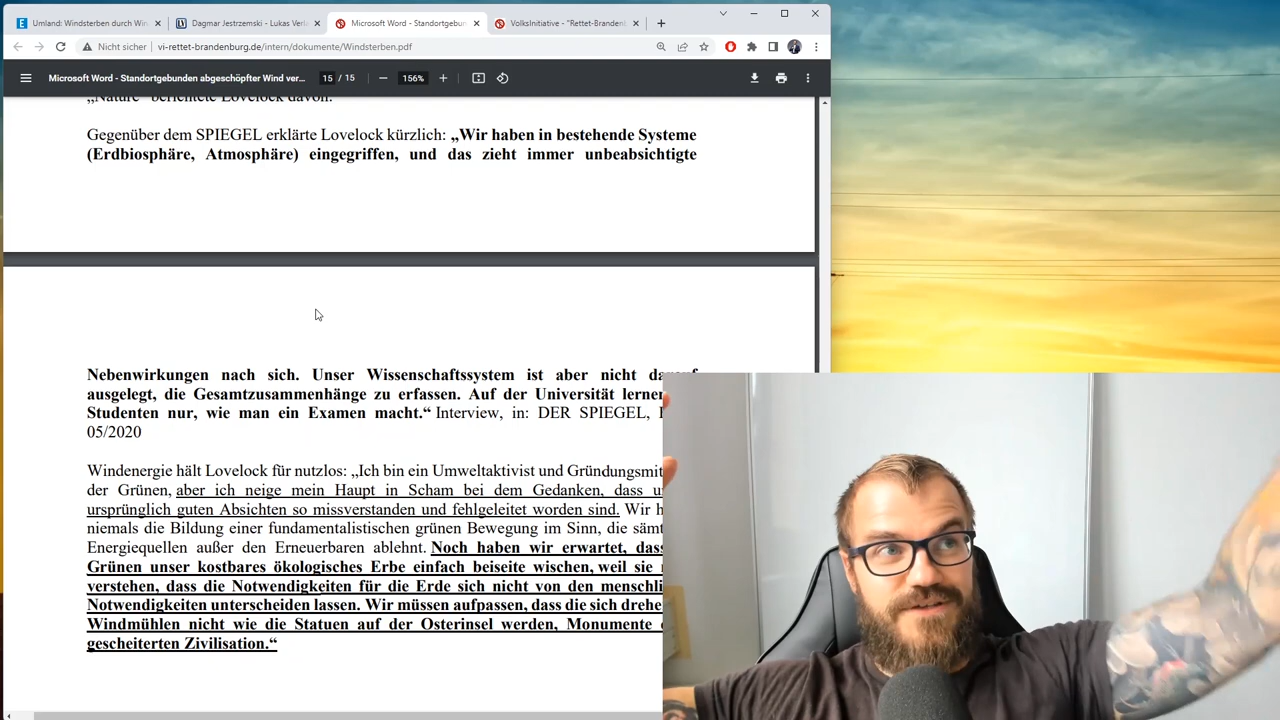 Umland: Windsterben durch Win
Dagmar Jestrzemski - Lukas Verl
Microsoft Word - Standortgebun
VolksInitiative - "Rettet-Brandenb
Nicht sicher
vi-rettet-brandenburg.de/intern/dokumente/Windsterben.pdf
Microsoft Word - Standortgebunden abgeschöpfter Wind ver...
15 / 15
156%
„Nature“ berichtete Lovelock davon.
Gegenüber dem SPIEGEL erklärte Lovelock kürzlich: „Wir haben in bestehende Systeme
(Erdbiosphäre, Atmosphäre) eingegriffen, und das zieht immer unbeabsichtigte
Nebenwirkungen nach sich. Unser Wissenschaftssystem ist aber nicht
ausgelegt, die Gesamtzusammenhänge zu erfassen. Auf der Universität
Studenten nur, wie man ein Examen macht.“ Interview, in: DER SPIEGEL,
05/2020
Windenergie hält Lovelock für nutzlos: „Ich bin ein Umweltaktivist und
der Grünen, aber ich neige mein Haupt in Scham bei dem Gedanken, dass
ursprünglich guten Absichten so missverstanden und fehlgeleitet worden sind. Wir
niemals die Bildung einer fundamentalistischen grünen Bewegung im Sinn, die
Energiequellen außer den Erneuerbaren ablehnt. Noch haben wir erwartet,
Grünen unser kostbares ökologisches Erbe einfach beiseite wischen, weil sie
verstehen, dass die Notwendigkeiten für die Erde sich nicht von den
Notwendigkeiten unterscheiden lassen. Wir müssen aufpassen, dass die sich
Windmühlen nicht wie die Statuen auf der Osterinsel werden, Monumente
gescheiterten Zivilisation.“